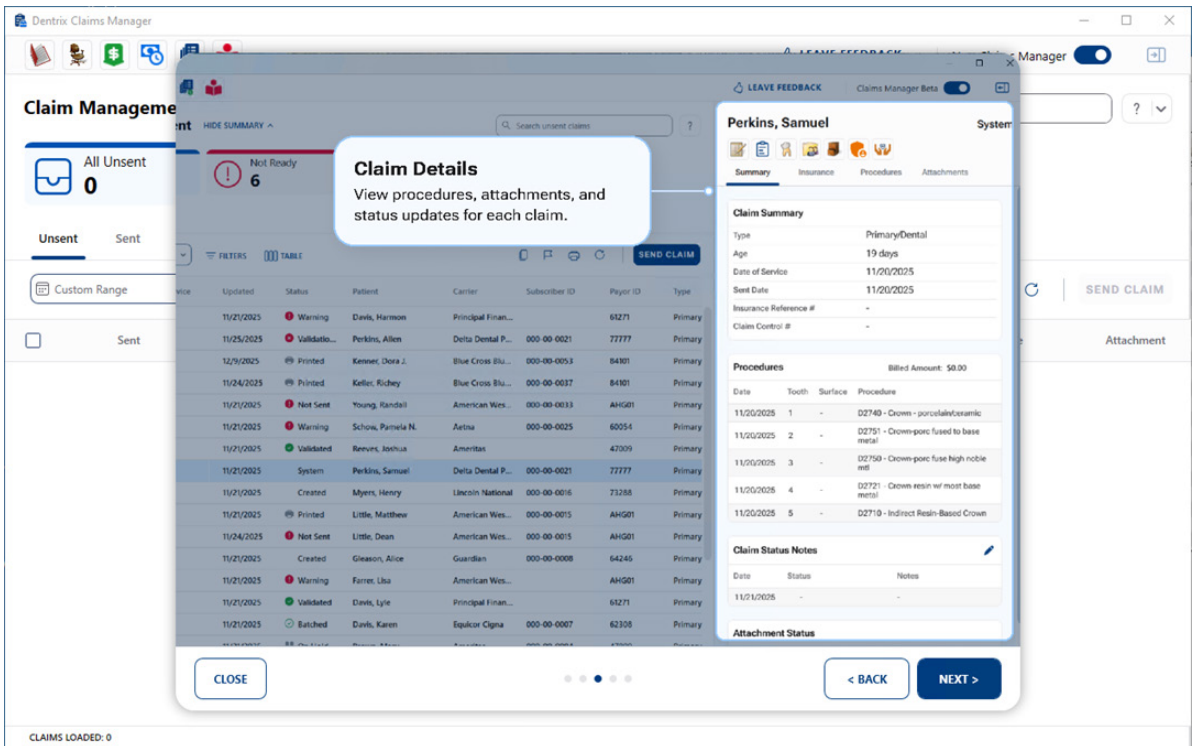 Dentrix Claims Manager
LEAVE FEEDBACK
Manager
Claim Manageme
?
All Unsent
0
Unsent Sent
Custom Range
SEND CLAIM
Sent
Attachment
LEAVE FEEDBACK Claims Manager Beta
ent HIDE SUMMARY
Search unsent claims
?
Not Ready
6
FILTERS TABLE
SEND CLAIM
vice Updated Status Patient Carrier Subscriber ID Payor ID Type
11/21/2025 Warning Davis, Harmon Principal Finan... 61271 Primary
11/25/2025 Validatio... Perkins, Allen Delta Dental P... 000-00-0021 77777 Primary
12/9/2025 Printed Kenner, Dora J. Blue Cross Blu... 000-00-0053 84101 Primary
11/24/2025 Printed Keller, Richey Blue Cross Blu... 000-00-0037 84101 Primary
11/21/2025 Not Sent Young, Randall American Wes... 000-00-0033 AHG01 Primary
11/21/2025 Warning Schow, Pamela N. Aetna 000-00-0025 60054 Primary
11/21/2025 Validated Reeves, Joshua Ameritas 47009 Primary
11/21/2025 System Perkins, Samuel Delta Dental P... 000-00-0021 77777 Primary
11/21/2025 Created Myers, Henry Lincoln National 000-00-0016 73288 Primary
11/21/2025 Printed Little, Matthew American Wes... 000-00-0015 AHG01 Primary
11/24/2025 Not Sent Little, Dean American Wes... 000-00-0015 AHG01 Primary
11/21/2025 Created Gleason, Alice Guardian 000-00-0008 64246 Primary
11/21/2025 Warning Farrer, Lisa American Wes... AHG01 Primary
11/21/2025 Validated Davis, Lyle Principal Finan... 61271 Primary
11/21/2025 Batched Davis, Karen Equicor Cigna 000-00-0007 62308 Primary
Claim Details
View procedures, attachments, and
status updates for each claim.
Perkins, Samuel System
Summary Insurance Procedures Attachments
Claim Summary
Type Primary/Dental
Age 19 days
Date of Service 11/20/2025
Sent Date 11/20/2025
Insurance Reference # -
Claim Control # -
Procedures Billed Amount: $0.00
Date Tooth Surface Procedure
11/20/2025 1 - D2740 - Crown - porcelain/ceramic
11/20/2025 2 - D2751 - Crown-porc fused to base
metal
11/20/2025 3 - D2750 - Crown-porc fuse high noble
mtl
11/20/2025 4 - D2721 - Crown resin w/ most base
metal
11/20/2025 5 - D2710 - Indirect Resin-Based Crown
Claim Status Notes
Date Status Notes
11/21/2025 - -
Attachment Status
CLOSE
< BACK
NEXT >
CLAIMS LOADED: 0